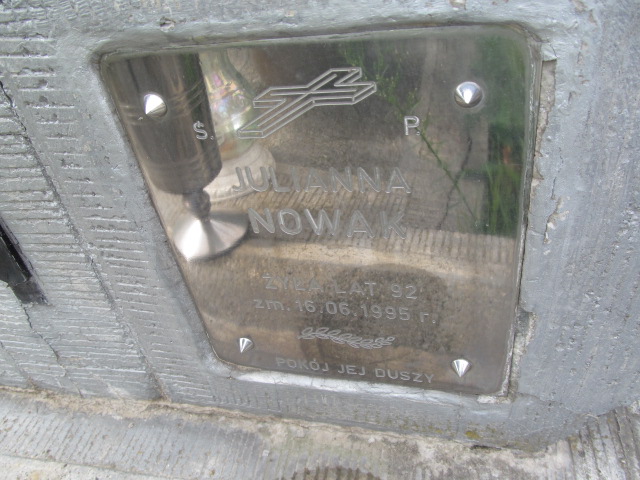 Ś. P.
JULIANNA
NOWAK
ŻYŁA LAT 92
zm. 16.06.1995 r.
POKÓJ JEJ DUSZY